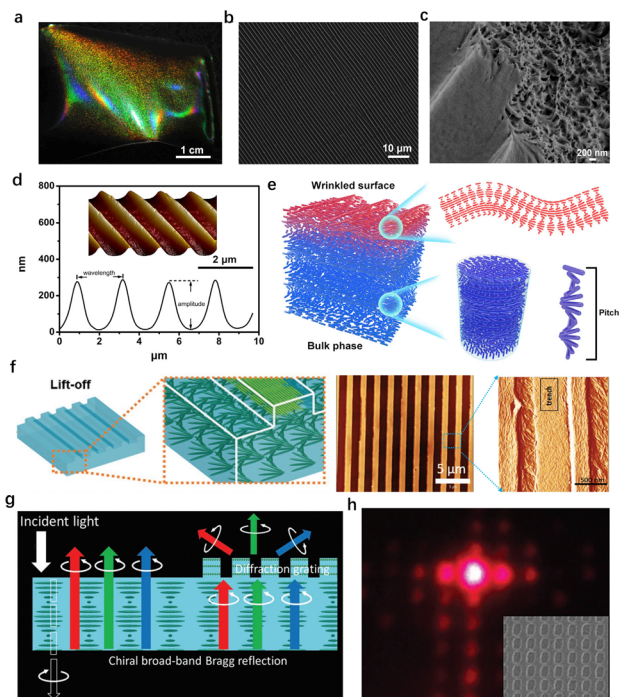 a
b
c
1 cm
10 μm
200 nm
d
800
600
nm
400
200
0
2 μm
wavelength
amplitude
0 2 4 6 8 10
μm
e
Wrinkled surface
Bulk phase
Pitch
f
Lift-off
5 μm
trench
500 nm
g
Incident light
Diffraction grating
Chiral broad-band Bragg reflection
h